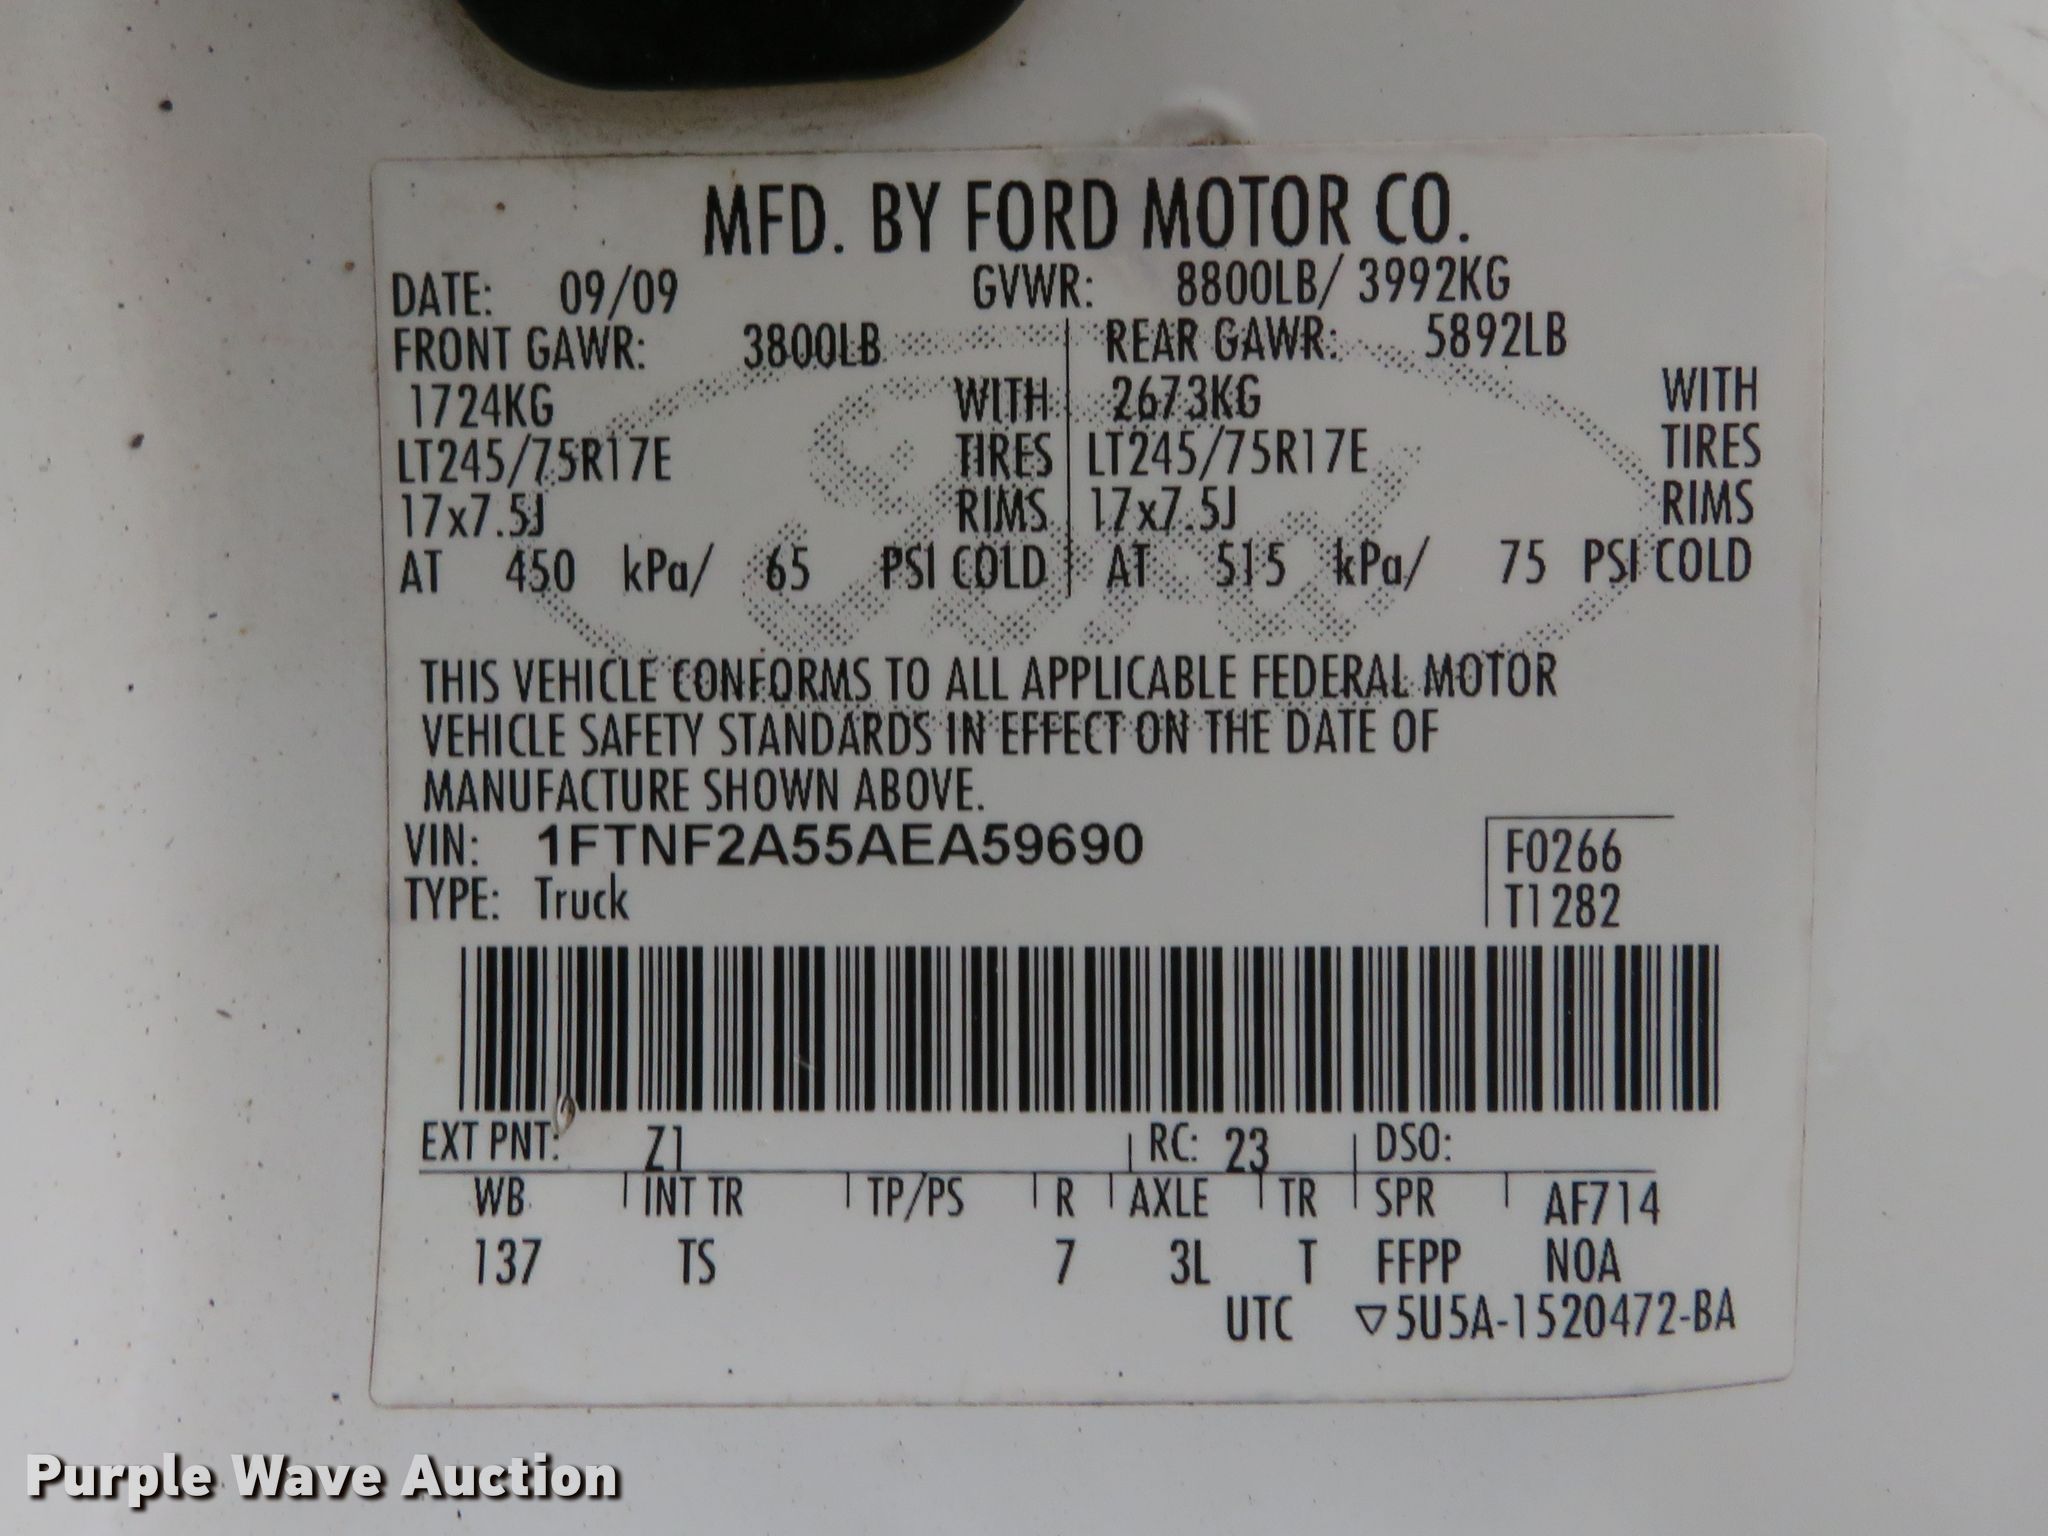 MFD. BY FORD MOTOR CO.
DATE: 09/09 GVWR: 8800LB/ 3992KG
FRONT GAWR: 3800LB REAR GAWR: 5892LB
1724KG WITH 2673KG WITH
LT245/75R17E TIRES LT245/75R17E TIRES
17x7.5J RIMS 17x7.5J RIMS
AT 450 kPa/ 65 PSI COLD AT 515 kPa/ 75 PSI COLD
Ford
THIS VEHICLE CONFORMS TO ALL APPLICABLE FEDERAL MOTOR
VEHICLE SAFETY STANDARDS IN EFFECT ON THE DATE OF
MANUFACTURE SHOWN ABOVE.
VIN: 1FTNF2A55AEA59690 F0266
TYPE: Truck T1282
EXT PNT: Z1 RC: 23 DSO:
WB INT TR TP/PS R AXLE TR SPR AF714
137 TS 7 3L T FFPP NOA
UTC ▽5U5A-1520472-BA
Purple Wave Auction